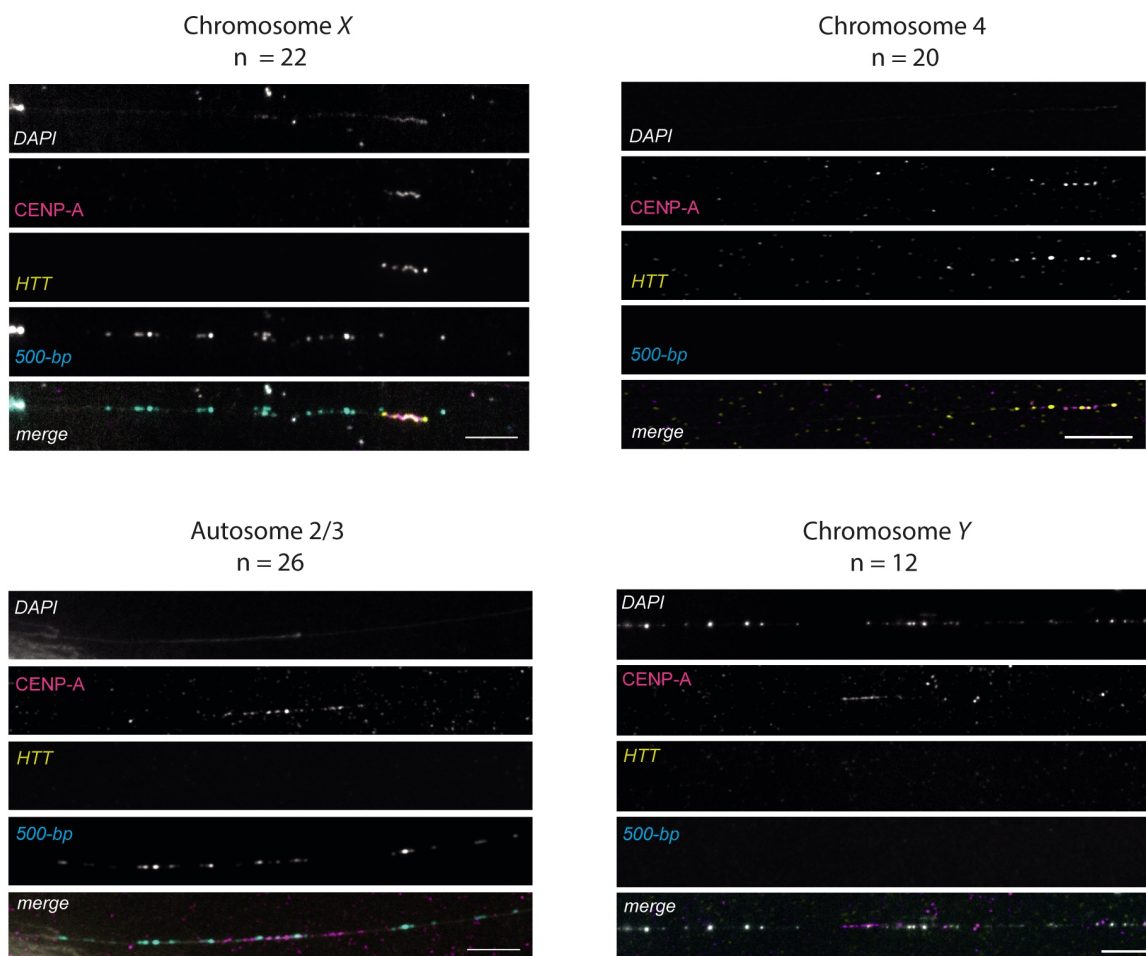 Chromosome X
n = 22
DAPI
CENP-A
HTT
500-bp
merge
Chromosome 4
n = 20
DAPI
CENP-A
HTT
500-bp
merge
Autosome 2/3
n = 26
DAPI
CENP-A
HTT
500-bp
merge
Chromosome Y
n = 12
DAPI
CENP-A
HTT
500-bp
merge